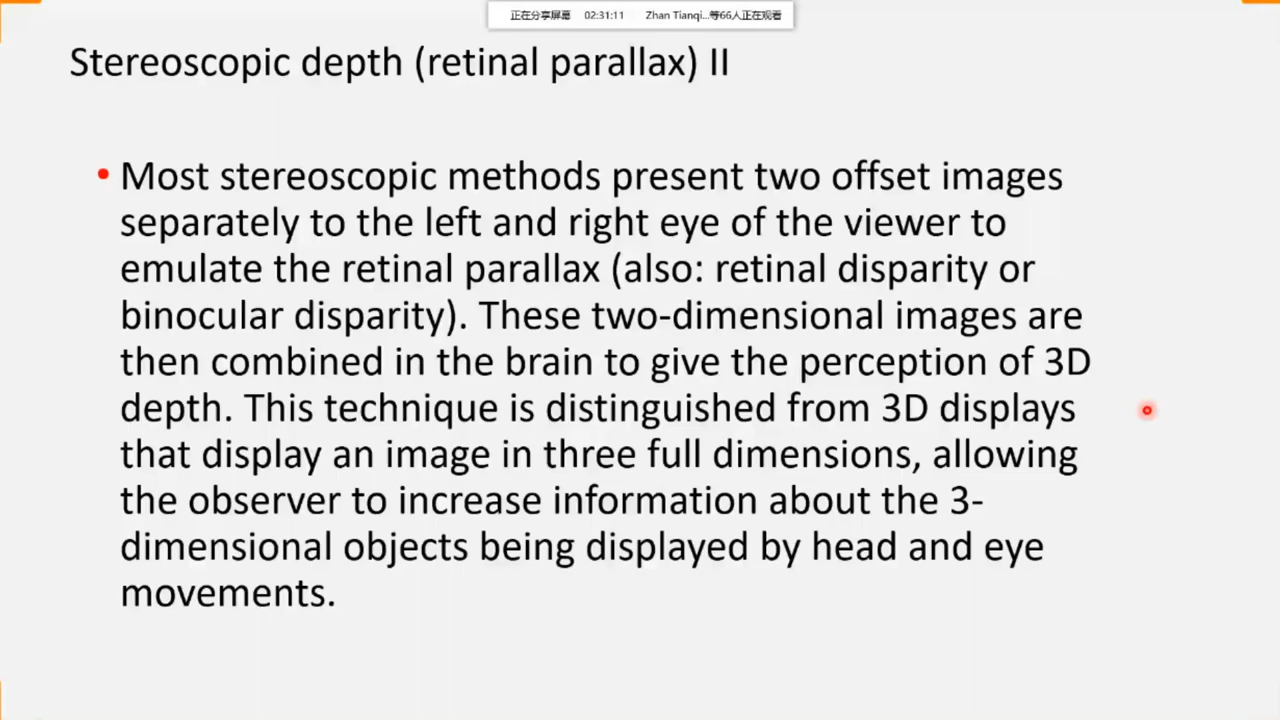 正在分享屏幕 02:31:11 Zhan Tianqi...等66人正在观看
Stereoscopic depth (retinal parallax) II
• Most stereoscopic methods present two offset images
separately to the left and right eye of the viewer to
emulate the retinal parallax (also: retinal disparity or
binocular disparity). These two-dimensional images are
then combined in the brain to give the perception of 3D
depth. This technique is distinguished from 3D displays
that display an image in three full dimensions, allowing
the observer to increase information about the 3-
dimensional objects being displayed by head and eye
movements.